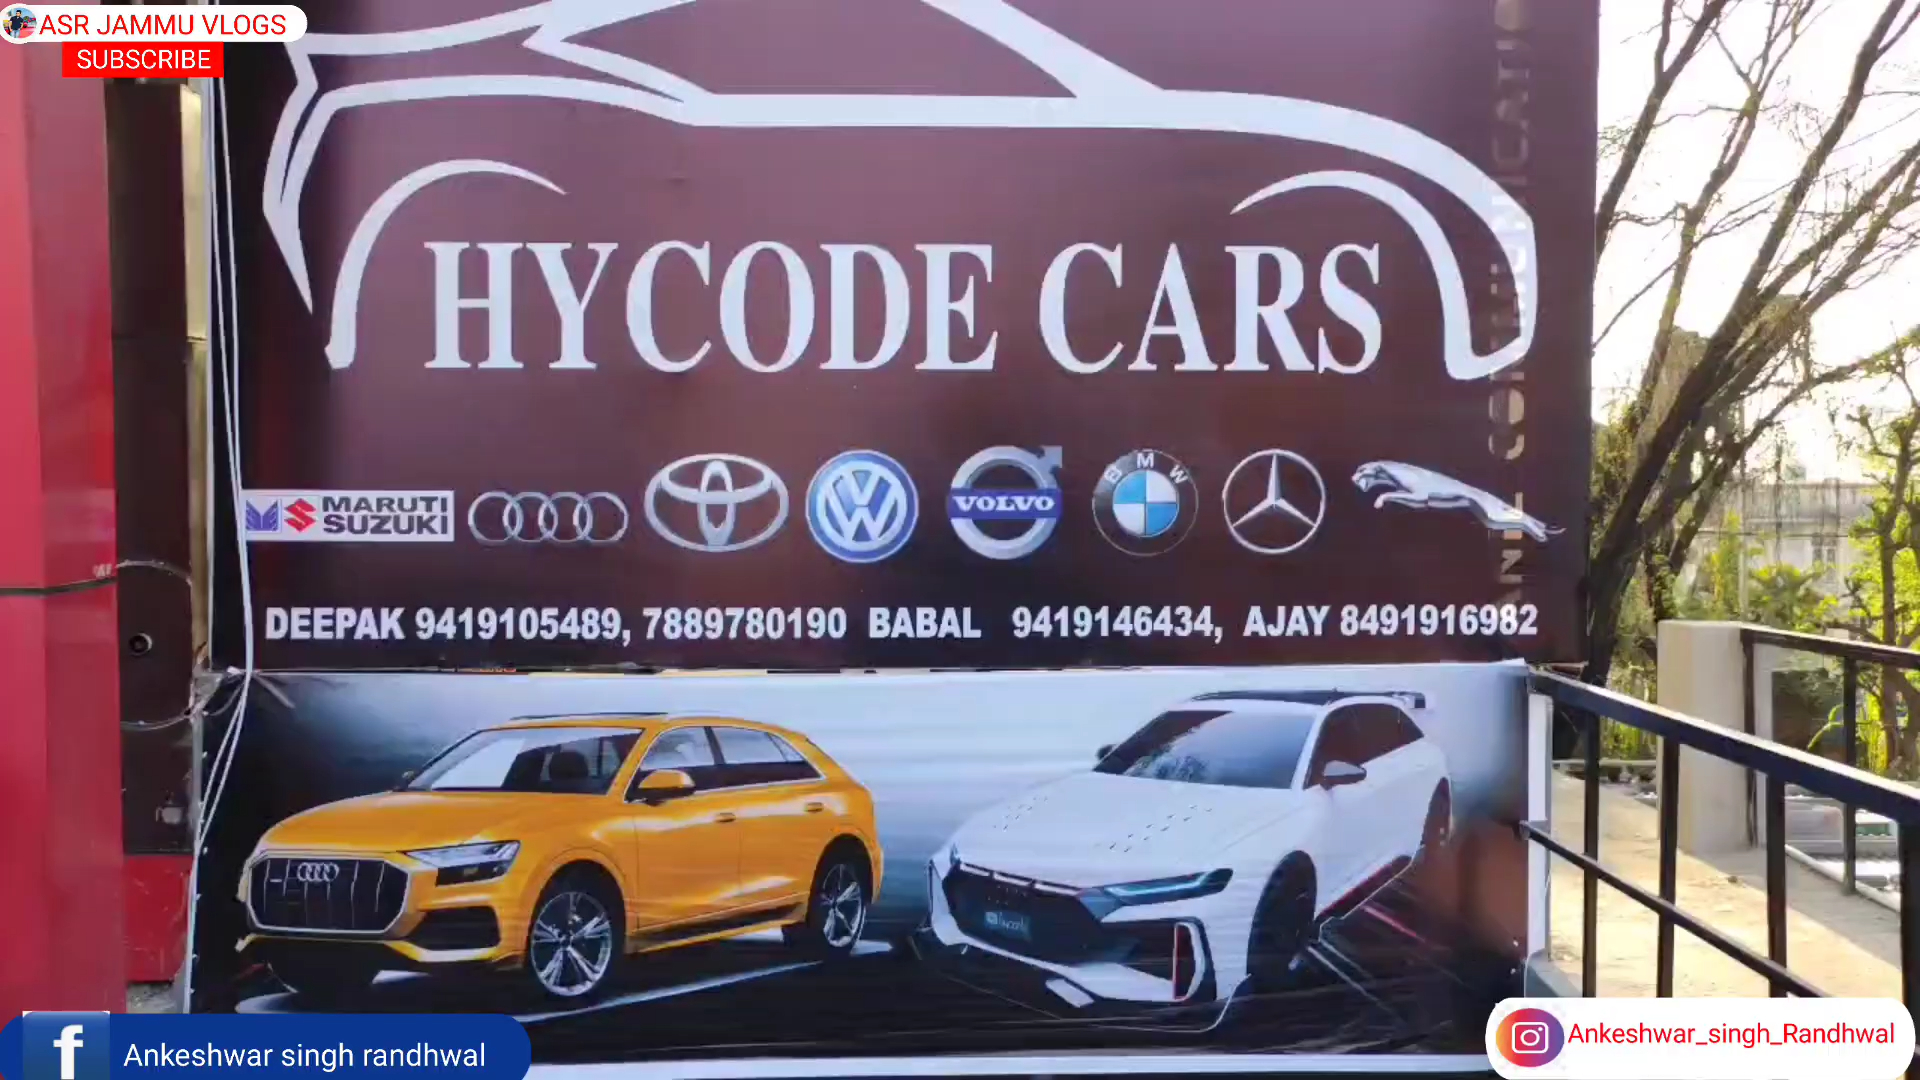 ASR JAMMU VLOGS
SUBSCRIBE
HYCODE CARS
MARUTI
SUZUKI
VOLVO
BMW
DEEPAK 9419105489, 7889780190 BABAL 9419146434, AJAY 8491916982
Ankeshwar singh randhwal
Ankeshwar_singh_Randhwal